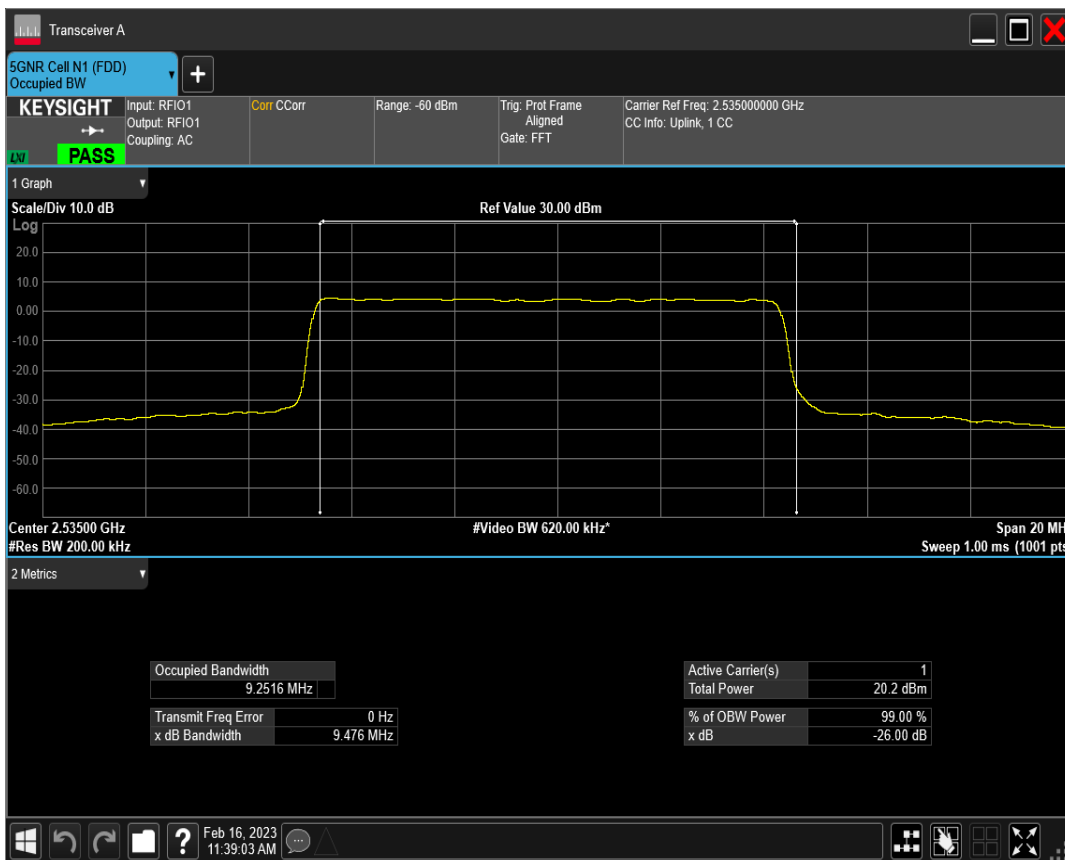 Transceiver A
5GNR Cell N1 (FDD)
Occupied BW
+
KEYSIGHT
LXI
PASS
Input: RFIO1
Output: RFIO1
Coupling: AC
Corr CCorr
Range: -60 dBm
Trig: Prot Frame
Aligned
Gate: FFT
Carrier Ref Freq: 2.535000000 GHz
CC Info: Uplink, 1 CC
1 Graph
Scale/Div 10.0 dB
Ref Value 30.00 dBm
Log
20.0
10.0
0.00
-10.0
-20.0
-30.0
-40.0
-50.0
-60.0
Center 2.53500 GHz
#Video BW 620.00 kHz*
Span 20 MH
#Res BW 200.00 kHz
Sweep 1.00 ms (1001 pts
2 Metrics
Occupied Bandwidth
9.2516 MHz
Transmit Freq Error 0 Hz
x dB Bandwidth 9.476 MHz
Active Carrier(s) 1
Total Power 20.2 dBm
% of OBW Power 99.00 %
x dB -26.00 dB
?
Feb 16, 2023
11:39:03 AM